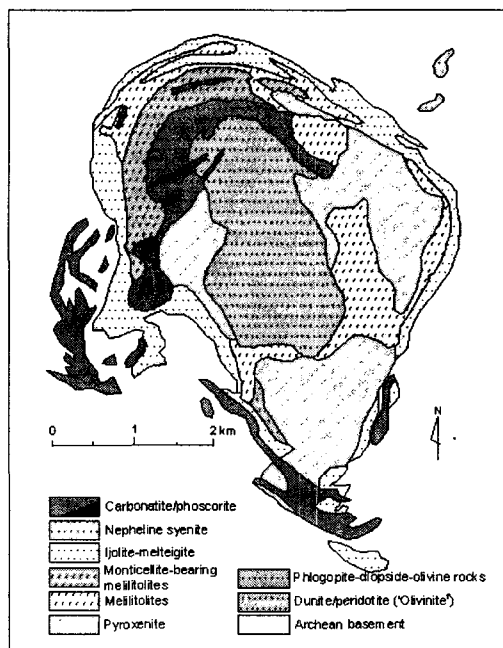 N
0 1 2 km
Carbonatite/phoscorite
Nepheline syenite
Ijolite-melteigite
Monticellite-bearing
melilitolites
Melilitolites
Pyroxenite
Phlogopite-diopside-olivine rocks
Dunite/peridotite ("Olivinite")
Archean basement